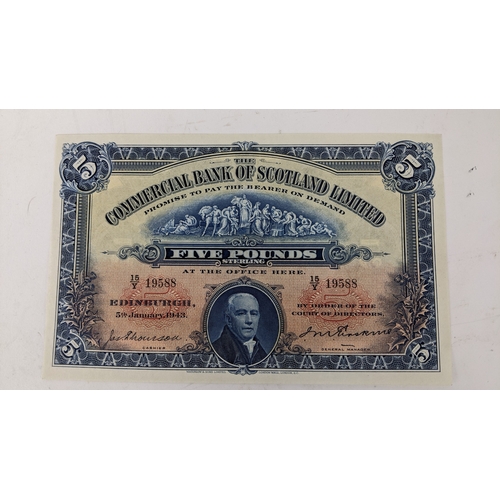 5 THE 5
COMMERCIAL BANK OF SCOTLAND LIMITED
PROMISE TO PAY THE BEARER ON DEMAND
FIVE POUNDS
STERLING
AT THE OFFICE HERE.
15/Y 19588 15/Y 19588
EDINBURGH, BY ORDER OF THE
5th January, 1943. COURT OF DIRECTORS.
CASHIER GENERAL MANAGER
5 5